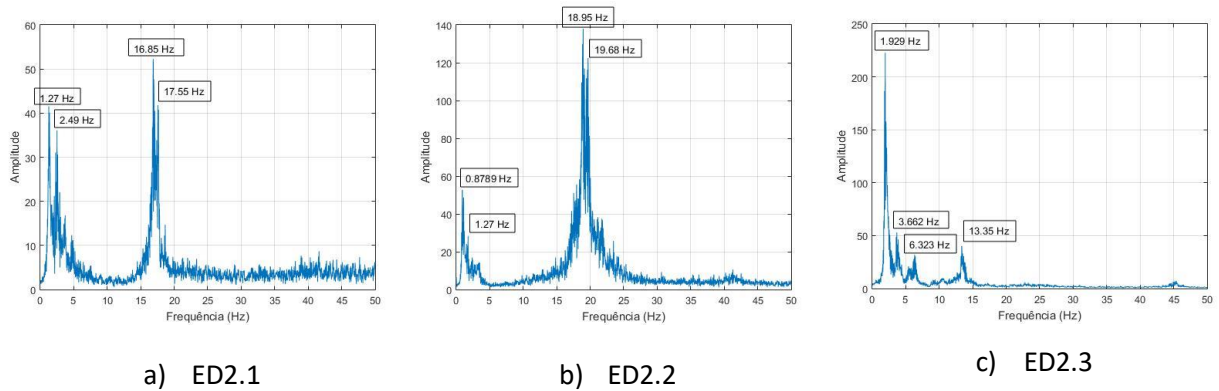 60
50
40
30
20
10
0
Amplitude
16.85 Hz
17.55 Hz
1.27 Hz
2.49 Hz
0 5 10 15 20 25 30 35 40 45 50
Frequência (Hz)
a) ED2.1
140
120
100
80
60
40
20
0
Amplitude
18.95 Hz
19.68 Hz
0.8789 Hz
1.27 Hz
0 5 10 15 20 25 30 35 40 45 50
Frequência (Hz)
b) ED2.2
250
200
150
100
50
0
Amplitude
1.929 Hz
3.662 Hz
6.323 Hz
13.35 Hz
0 5 10 15 20 25 30 35 40 45 50
Frequência (Hz)
c) ED2.3